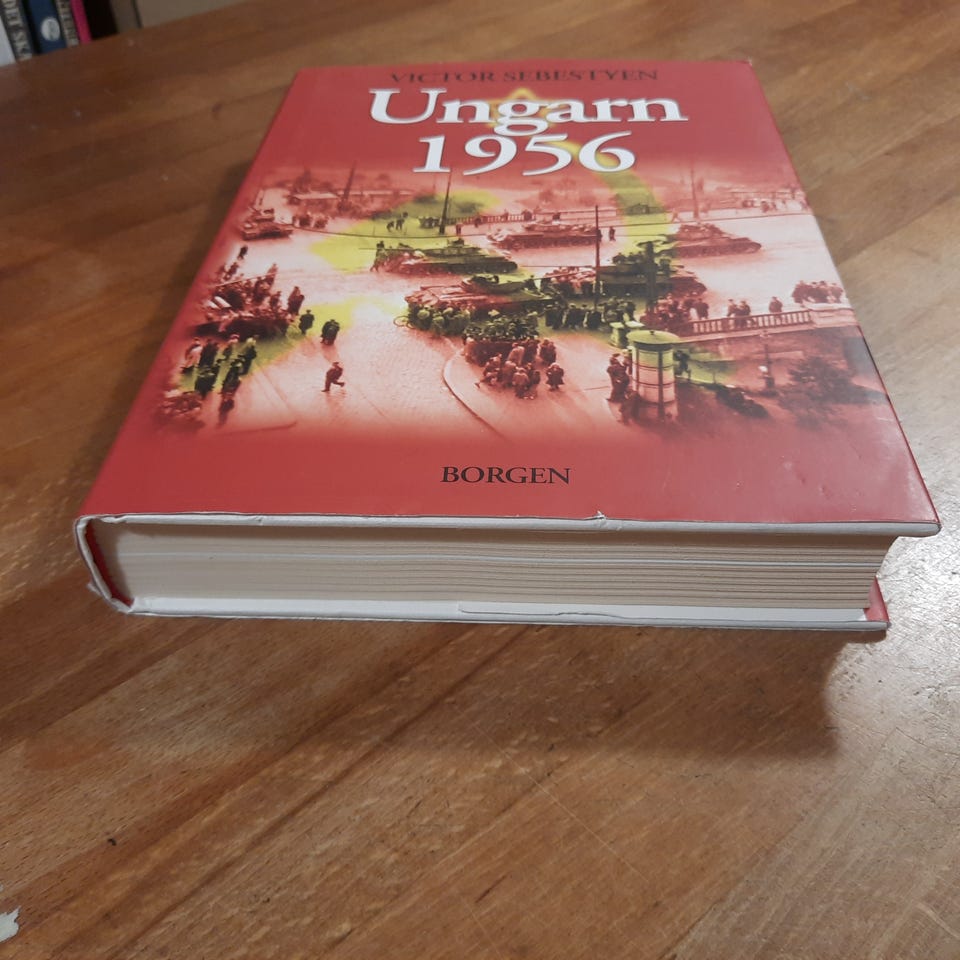 VICTOR SEBESTYEN
Ungarn
1956
BORGEN